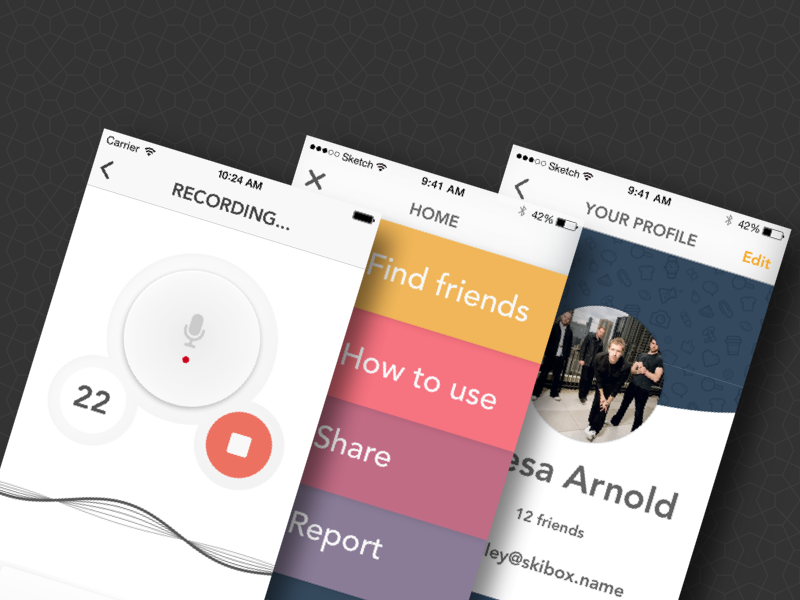 Carrier
10:24 AM
RECORDING...
22
Sketch
9:41 AM
42%
HOME
Find friends
How to use
Share
Report
Sketch
9:41 AM
42%
YOUR PROFILE
Edit
esa Arnold
12 friends
ley@skibox.name